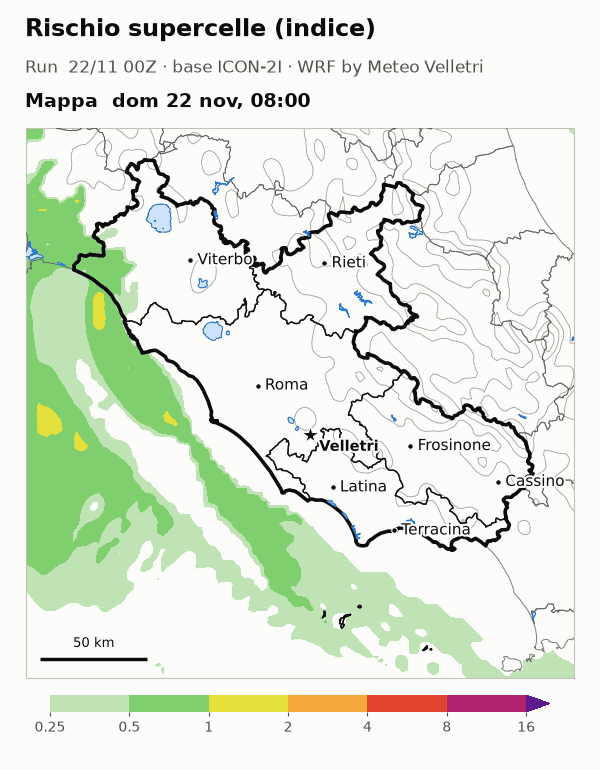 Rischio supercelle (indice)
Run  22/11 00Z · base ICON-2I · WRF by Meteo Velletri
Mappa  dom 22 nov, 08:00
Viterbo
Rieti
Roma
Velletri
Frosinone
Cassino
Latina
Terracina
50 km
0.25 0.5 1 2 4 8 16